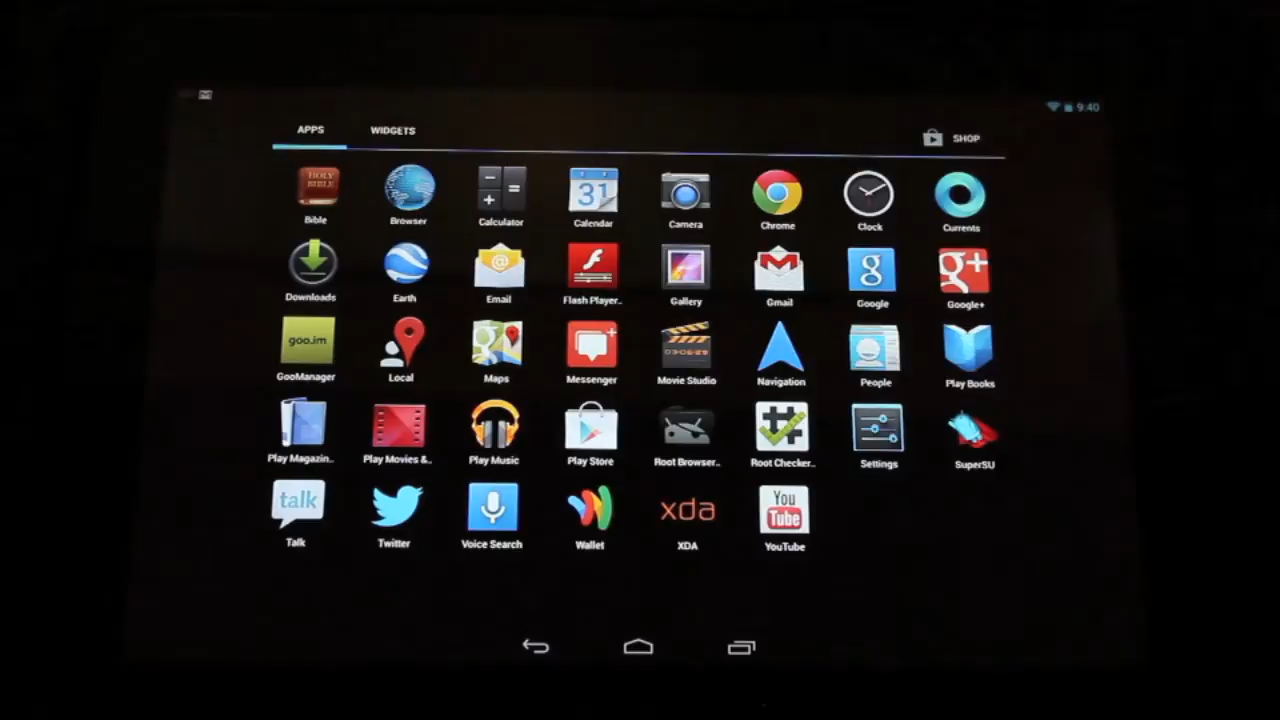 9:40
APPS WIDGETS SHOP
HOLY BIBLE
31
Bible Browser Calculator Calendar Camera Chrome Clock Currents
Downloads Earth Email Flash Player.. Gallery Gmail Google Google+
goo.im
GooManager Local Maps Messenger Movie Studio Navigation People Play Books
Play Magazin.. Play Movies &.. Play Music Play Store Root Browser.. Root Checker.. Settings SuperSU
talk xda You Tube
Talk Twitter Voice Search Wallet XDA YouTube